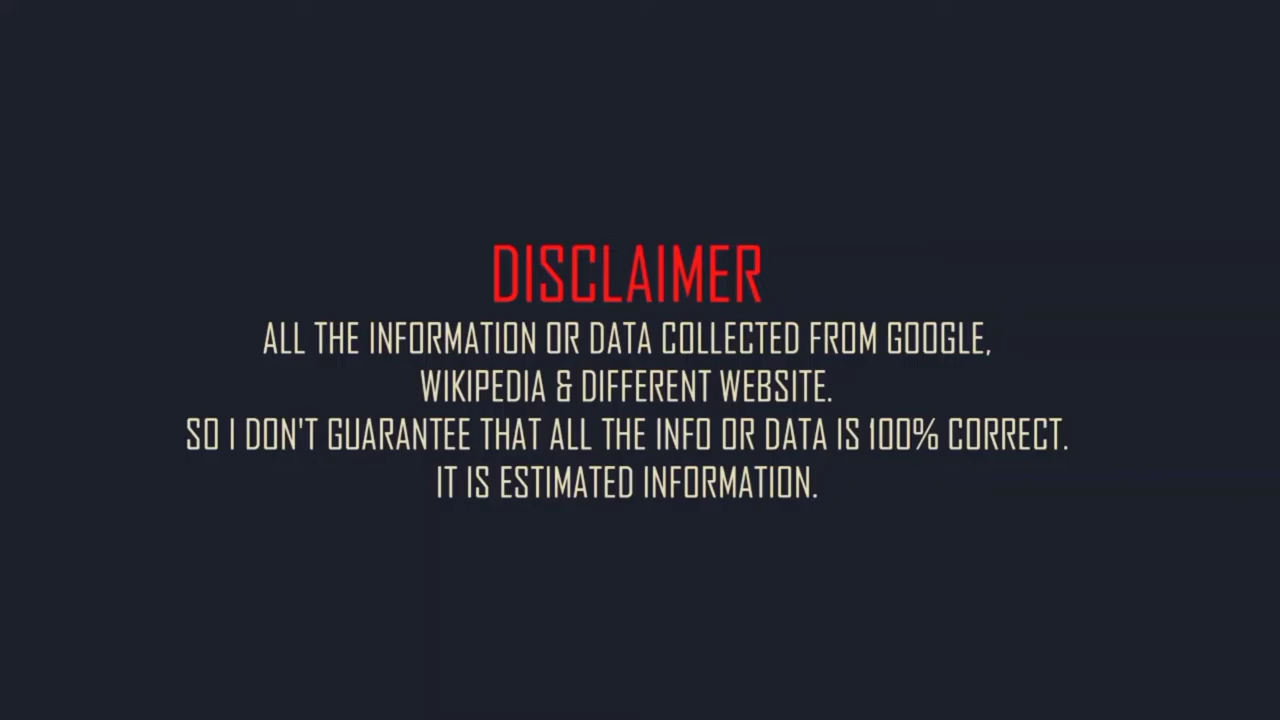 DISCLAIMER
ALL THE INFORMATION OR DATA COLLECTED FROM GOOGLE,
WIKIPEDIA & DIFFERENT WEBSITE.
SO I DON'T GUARANTEE THAT ALL THE INFO OR DATA IS 100% CORRECT.
IT IS ESTIMATED INFORMATION.